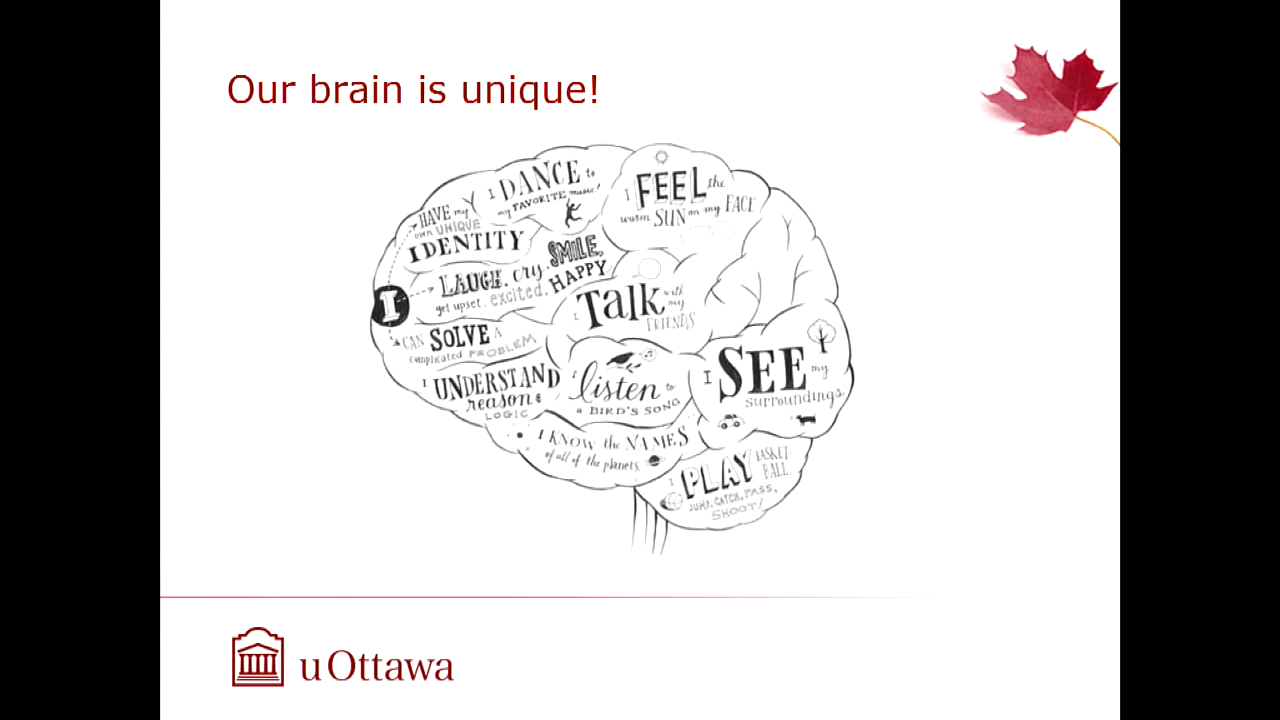 Our brain is unique!
I DANCE to
my FAVORITE music!
I FEEL the
warm SUN on my FACE
I
HAVE my
own UNIQUE
IDENTITY
LAUGH. cry. SMILE.
get upset. excited. HAPPY
I Talk with
my
FRIENDS
CAN SOLVE A
complicated PROBLEM
I UNDERSTAND
reason &
LOGIC
I listen to
a BIRD'S SONG
I SEE my
surroundings.
I KNOW the NAMES
of all of the planets.
I PLAY BASKET-
BALL.
JUMP, CATCH, PASS,
SHOOT!
uOttawa